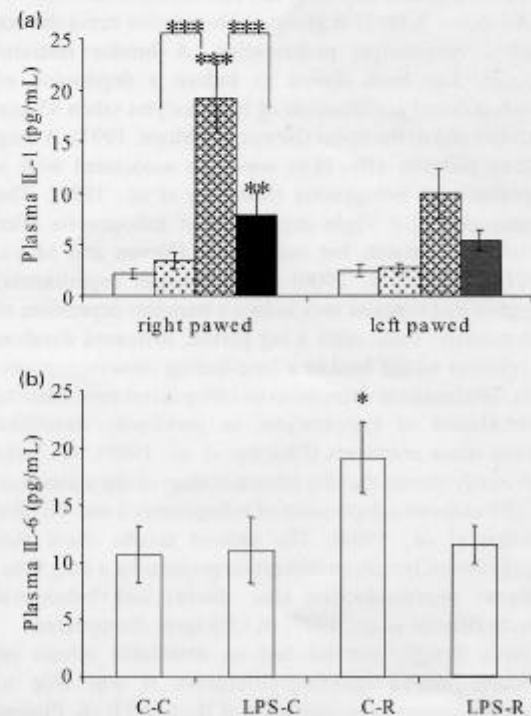 (a)
*** ***
***
25
20
15
10
5
0
**
Plasma IL-1 (pg/mL)
right pawed left pawed
(b)
25
20
15
10
5
0
*
Plasma IL-6 (pg/mL)
C-C LPS-C C-R LPS-R